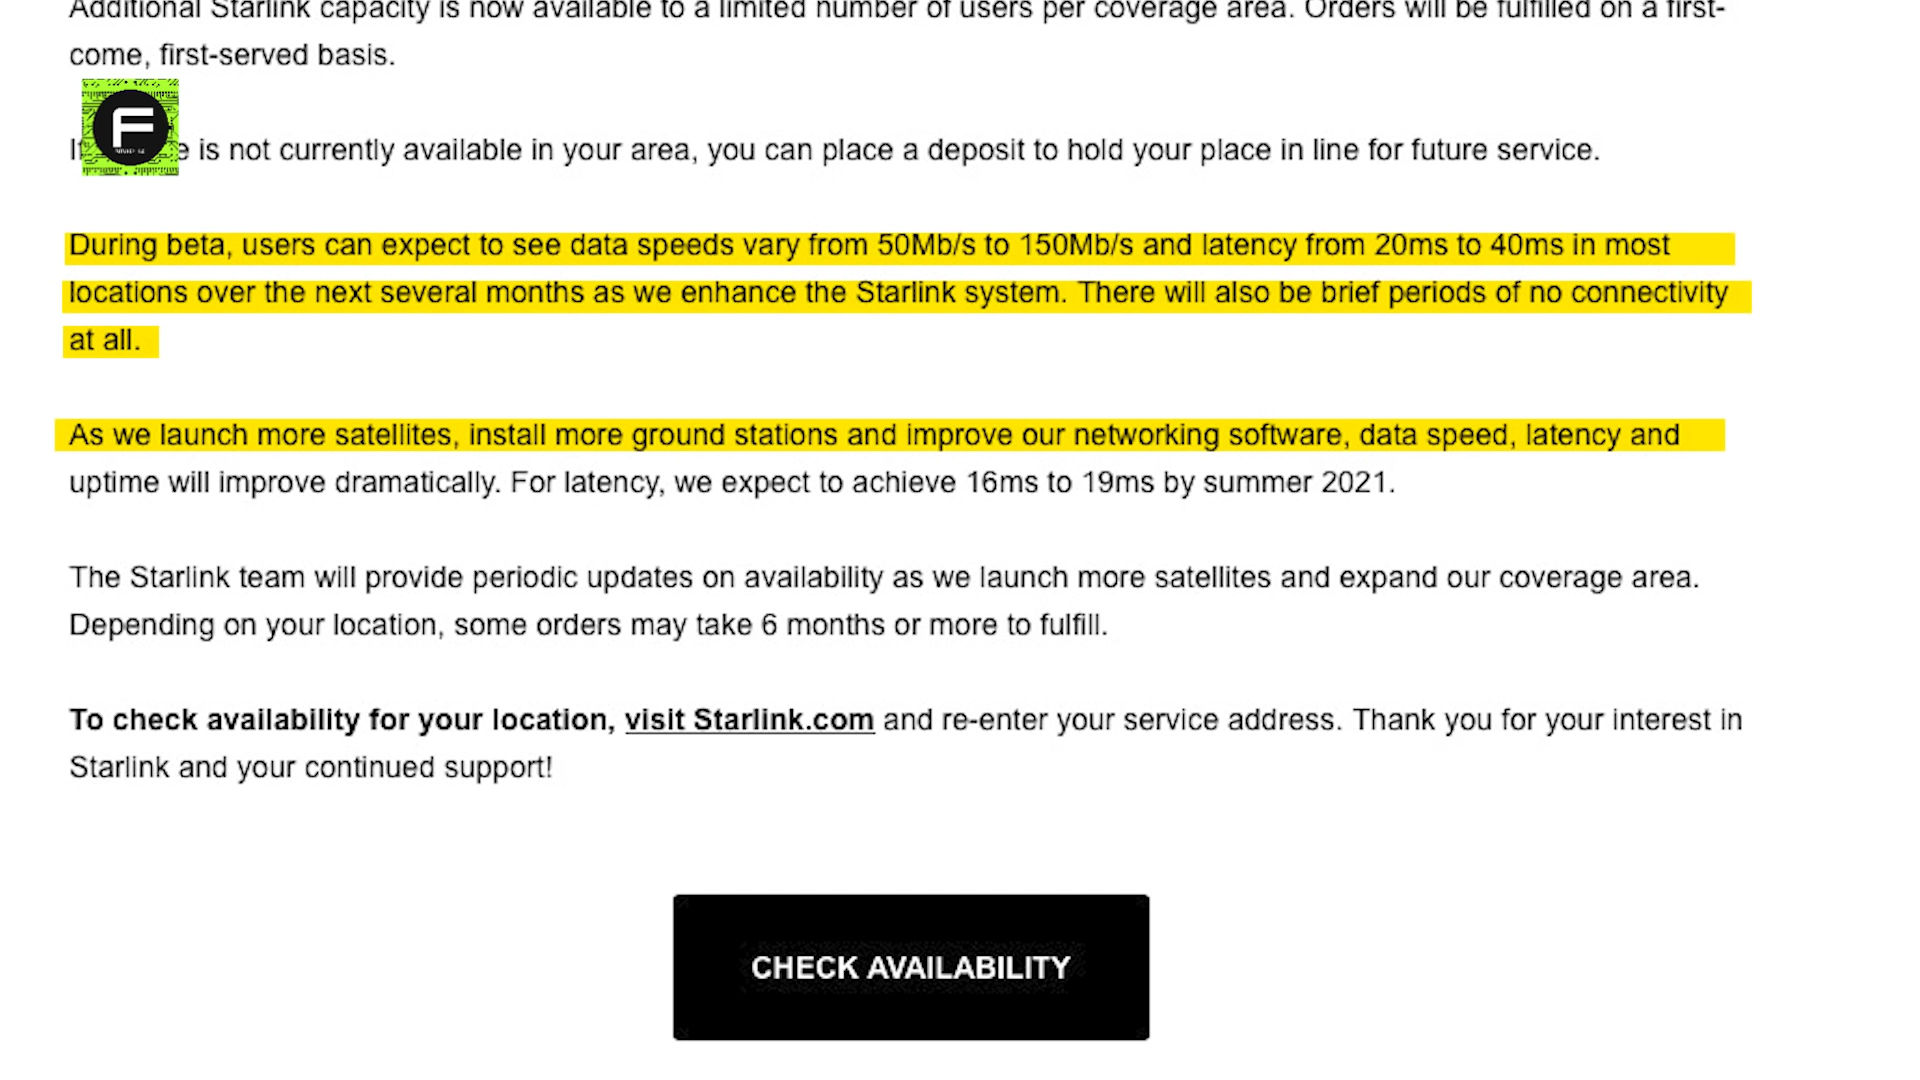 Additional Starlink capacity is now available to a limited number of users per coverage area. Orders will be fulfilled on a first-
come, first-served basis.
F
is not currently available in your area, you can place a deposit to hold your place in line for future service.
During beta, users can expect to see data speeds vary from 50Mb/s to 150Mb/s and latency from 20ms to 40ms in most
locations over the next several months as we enhance the Starlink system. There will also be brief periods of no connectivity
at all.
As we launch more satellites, install more ground stations and improve our networking software, data speed, latency and
uptime will improve dramatically. For latency, we expect to achieve 16ms to 19ms by summer 2021.
The Starlink team will provide periodic updates on availability as we launch more satellites and expand our coverage area.
Depending on your location, some orders may take 6 months or more to fulfill.
To check availability for your location, visit Starlink.com and re-enter your service address. Thank you for your interest in
Starlink and your continued support!
CHECK AVAILABILITY